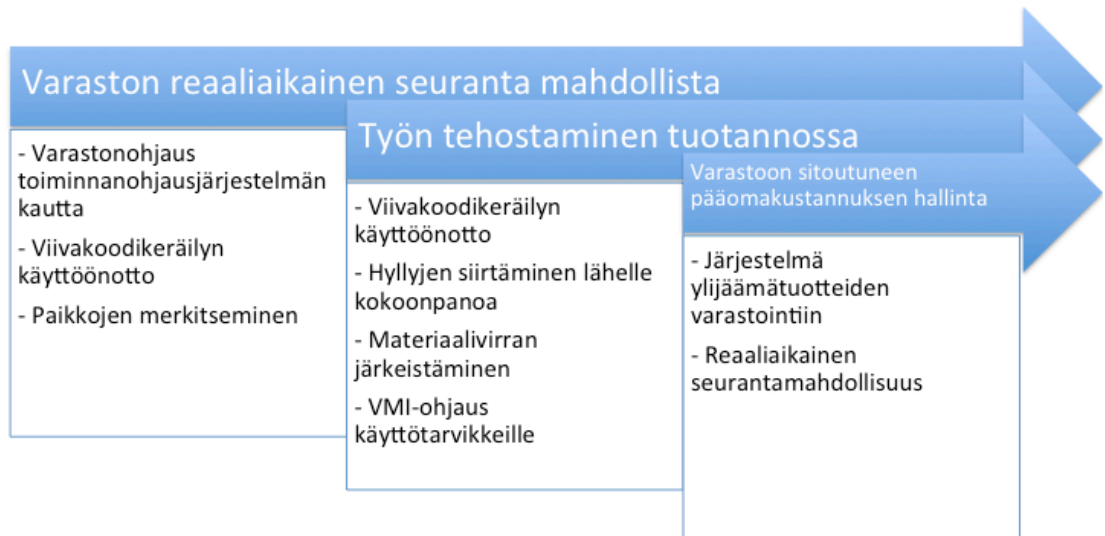 Varaston reaaliaikainen seuranta mahdollista
- Varastonohjaus
toiminnanohjausjärjestelmän
kautta
- Viivakoodikeräilyn
käyttöönotto
- Paikkojen merkitseminen
Työn tehostaminen tuotannossa
- Viivakoodikeräilyn
käyttöönotto
- Hyllyjen siirtäminen lähelle
kokoonpanoa
- Materiaalivirran
järkeistäminen
- VMI-ohjaus
käyttötarvikkeille
Varastoon sitoutuneen
pääomakustannuksen hallinta
- Järjestelmä
ylijäämätuotteiden
varastointiin
- Reaaliaikainen
seurantamahdollisuus